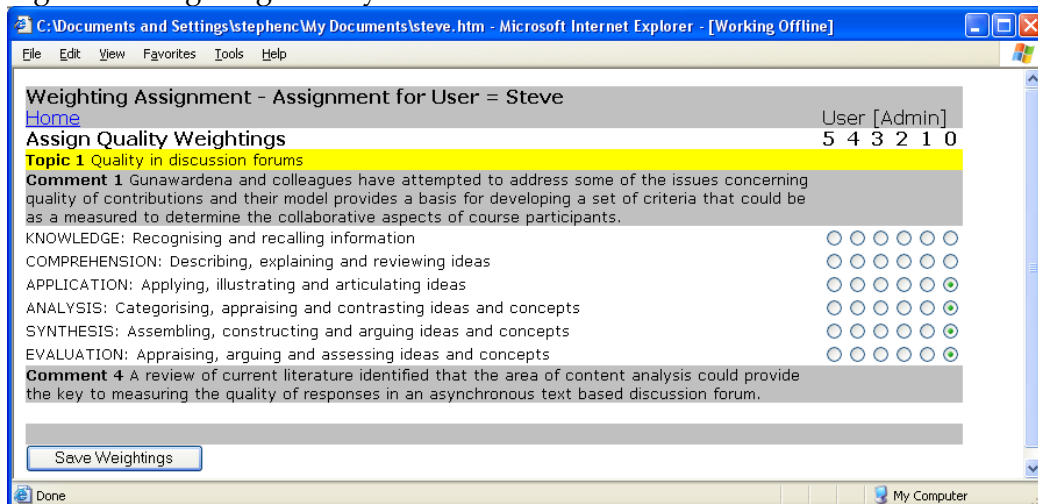 C:\Documents and Settings\stephenc\My Documents\steve.htm - Microsoft Internet Explorer - [Working Offline]
File Edit View Favorites Tools Help
Weighting Assignment - Assignment for User = Steve
Home User [Admin]
Assign Quality Weightings 5 4 3 2 1 0
Topic 1 Quality in discussion forums
Comment 1 Gunawardena and colleagues have attempted to address some of the issues concerning
quality of contributions and their model provides a basis for developing a set of criteria that could be
as a measured to determine the collaborative aspects of course participants.
KNOWLEDGE: Recognising and recalling information
COMPREHENSION: Describing, explaining and reviewing ideas
APPLICATION: Applying, illustrating and articulating ideas
ANALYSIS: Categorising, appraising and contrasting ideas and concepts
SYNTHESIS: Assembling, constructing and arguing ideas and concepts
EVALUATION: Appraising, arguing and assessing ideas and concepts
Comment 4 A review of current literature identified that the area of content analysis could provide
the key to measuring the quality of responses in an asynchronous text based discussion forum.
Save Weightings
Done My Computer